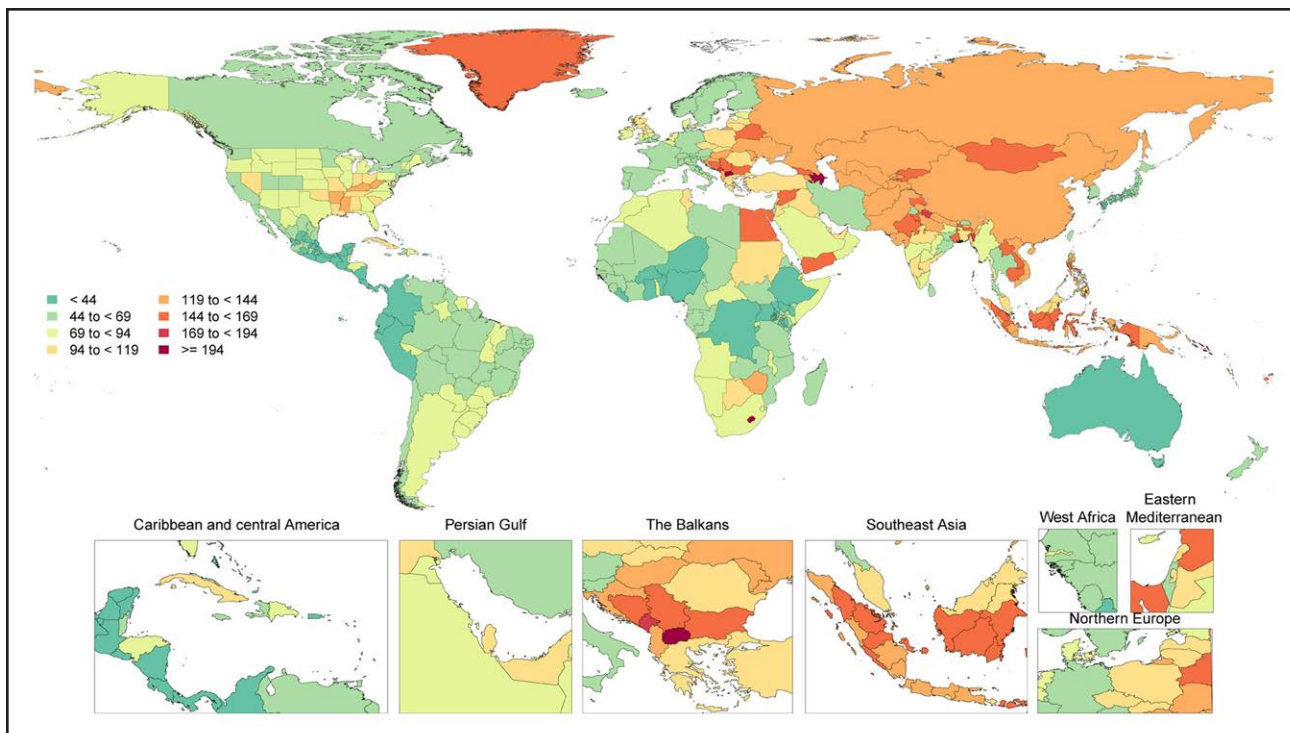 < 44
44 to < 69
69 to < 94
94 to < 119
119 to < 144
144 to < 169
169 to < 194
>= 194
Caribbean and central America
Persian Gulf
The Balkans
Southeast Asia
West Africa
Eastern
Mediterranean
Northern Europe